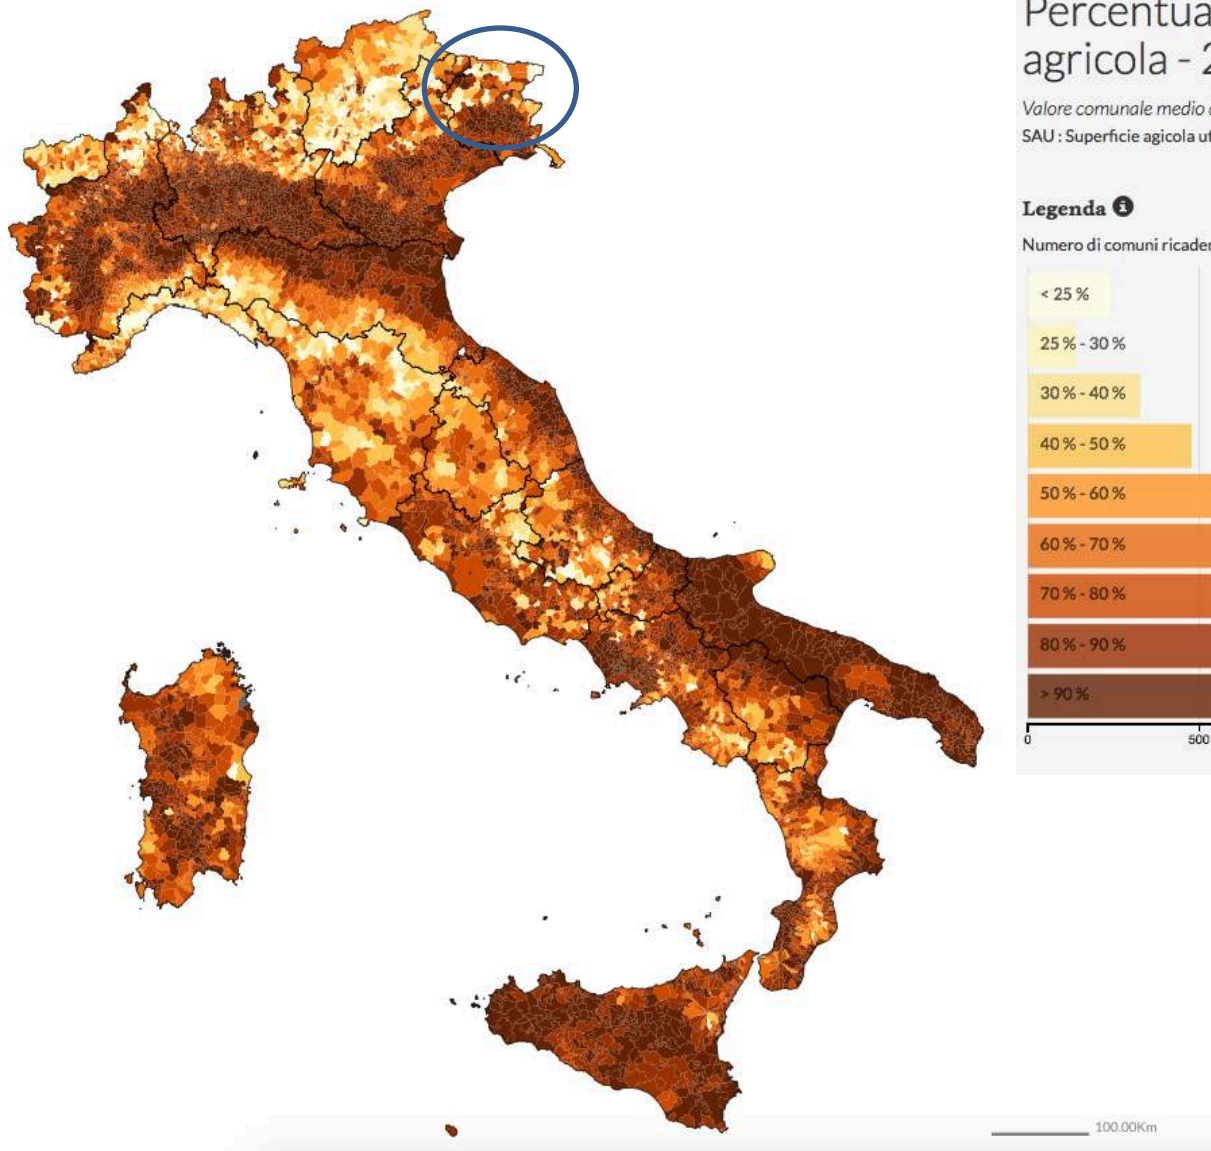 Percentua
agricola - 2
Valore comunale medio
SAU : Superficie agicola ut
Legenda
Numero di comuni ricader
< 25 %
25 % - 30 %
30 % - 40 %
40 % - 50 %
50 % - 60 %
60 % - 70 %
70 % - 80 %
80 % - 90 %
> 90 %
0 500
100.00Km